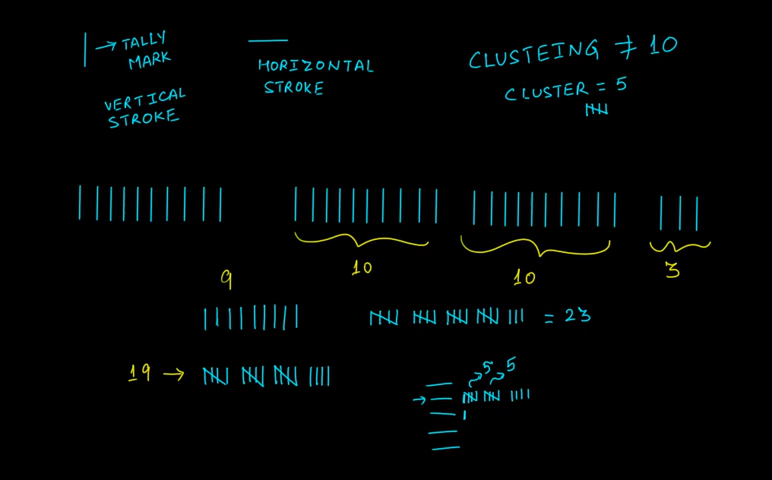 → TALLY
MARK
VERTICAL
STROKE
HORIZONTAL
STROKE
CLUSTEING ≠ 10
CLUSTER = 5
10
10
3
9
= 23
19 →
5 5